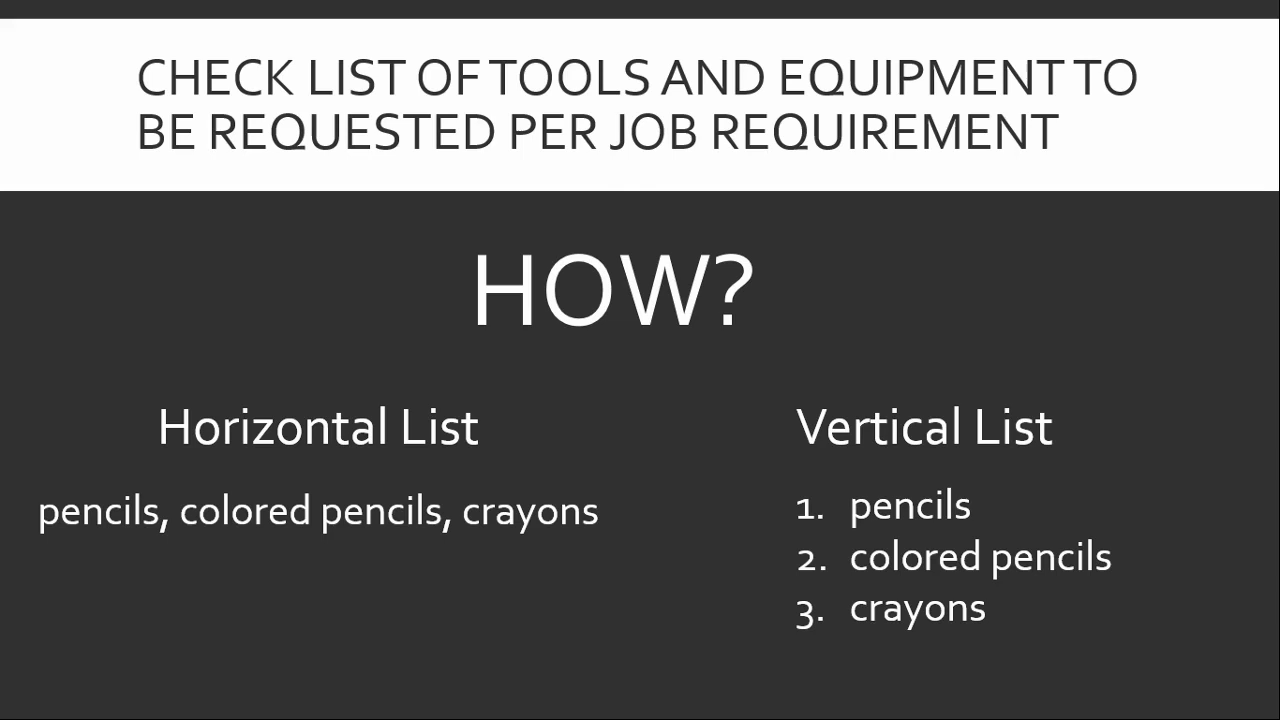 CHECK LIST OF TOOLS AND EQUIPMENT TO
BE REQUESTED PER JOB REQUIREMENT
HOW?
Horizontal List
pencils, colored pencils, crayons
Vertical List
1. pencils
2. colored pencils
3. crayons